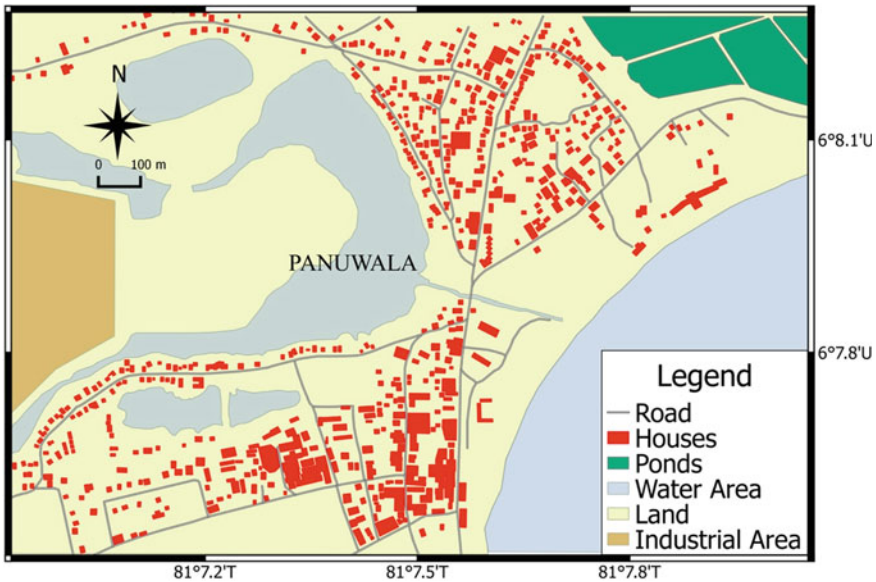 N
0 100 m
6°8.1'U
PANUWALA
6°7.8'U
Legend
Road
Houses
Ponds
Water Area
Land
Industrial Area
81°7.2'T
81°7.5'T
81°7.8'T